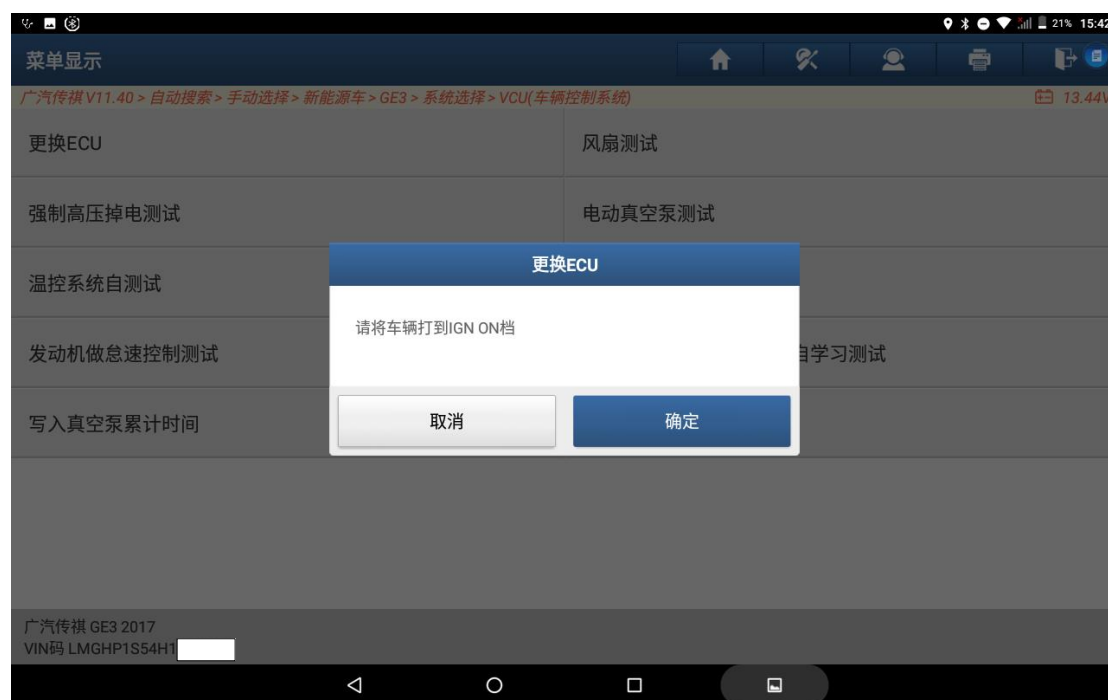 21% 15:42
菜单显示
广汽传祺 V11.40 > 自动搜索 > 手动选择 > 新能源车 > GE3 > 系统选择 > VCU(车辆控制系统)
13.44V
更换ECU
风扇测试
强制高压掉电测试
电动真空泵测试
更换ECU
温控系统自测试
请将车辆打到IGN ON档
发动机做怠速控制测试
自学习测试
取消
确定
写入真空泵累计时间
广汽传祺 GE3 2017
VIN码 LMGHP1S54H1